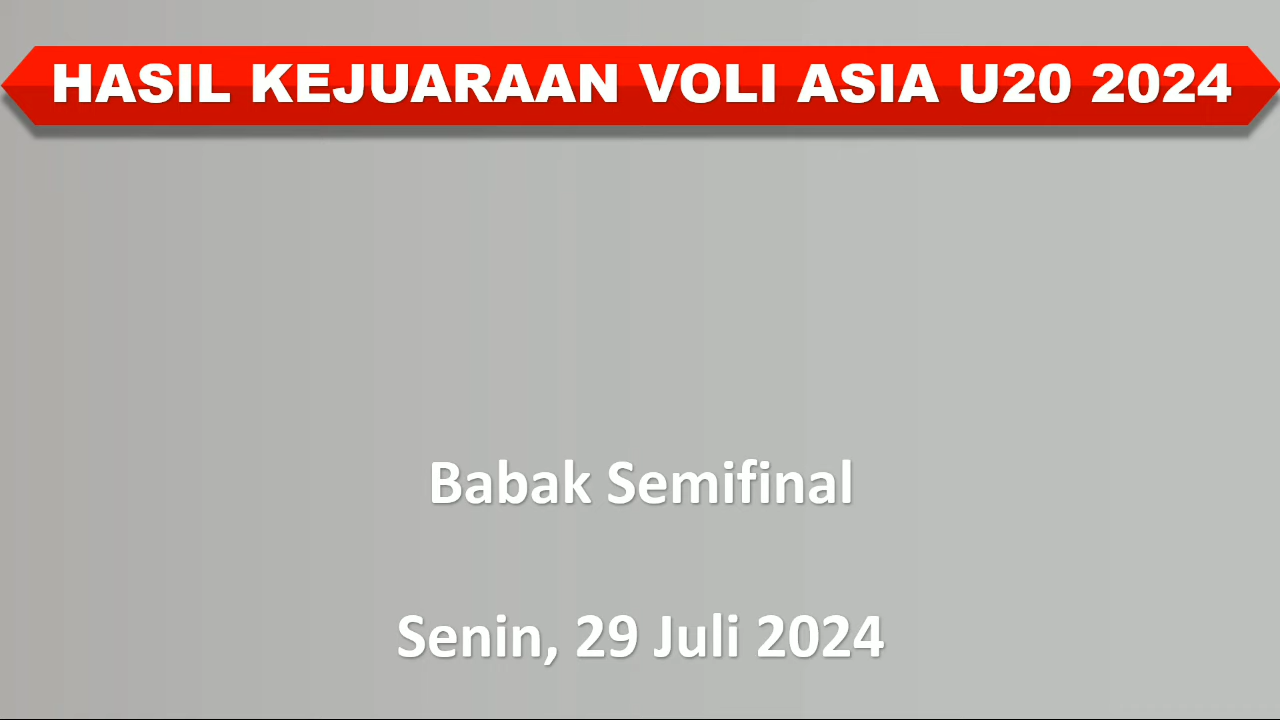 HASIL KEJUARAAN VOLI ASIA U20 2024
Babak Semifinal
Senin, 29 Juli 2024